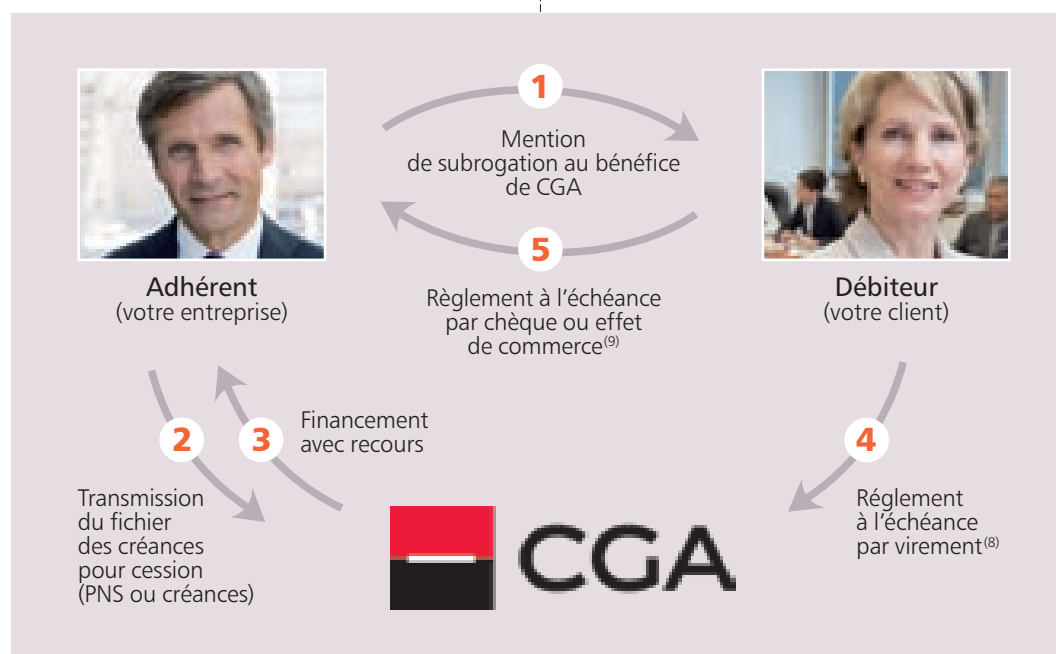 1
Mention
de subrogation au bénéfice
de CGA
5
Adhérent
(votre entreprise)
Règlement à l’échéance
par chèque ou effet
de commerce(9)
Débiteur
(votre client)
2
3
Financement
avec recours
4
Transmission
du fichier
des créances
pour cession
(PNS ou créances)
CGA
Réglement
à l’échéance
par virement(8)